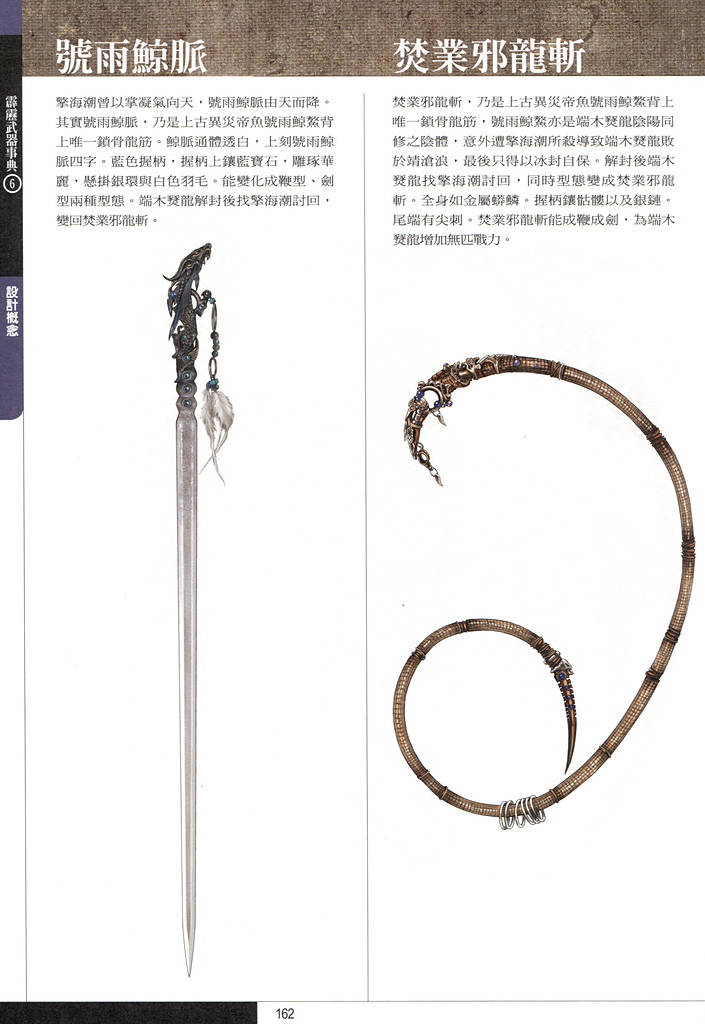 號雨鯨脈
擎海潮曾以掌凝氣向天，號雨鯨脈由天而降。
其實號雨鯨脈，乃是上古異災帝魚號雨鯨鰲背
上唯一鎖骨龍筋。鯨脈通體透白，上刻號雨鯨
脈四字。藍色握柄，握柄上鑲藍寶石，雕琢華
麗，懸掛銀環與白色羽毛。能變化成鞭型、劍
型兩種型態。端木燹龍解封後找擎海潮討回，
變回焚業邪龍斬。
焚業邪龍斬
焚業邪龍斬，乃是上古異災帝魚號雨鯨鰲背上
唯一鎖骨龍筋，號雨鯨鰲亦是端木燹龍陰陽同
修之陰體，意外遭擎海潮所殺導致端木燹龍敗
於靖滄浪，最後只得以冰封自保。解封後端木
燹龍找擎海潮討回，同時型態變成焚業邪龍
斬。全身如金屬蟒鱗。握柄鑲骷髏以及銀鏈。
尾端有尖刺。焚業邪龍斬能成鞭成劍，為端木
燹龍增加無匹戰力。
霹靂武器事典6
設計概念
162